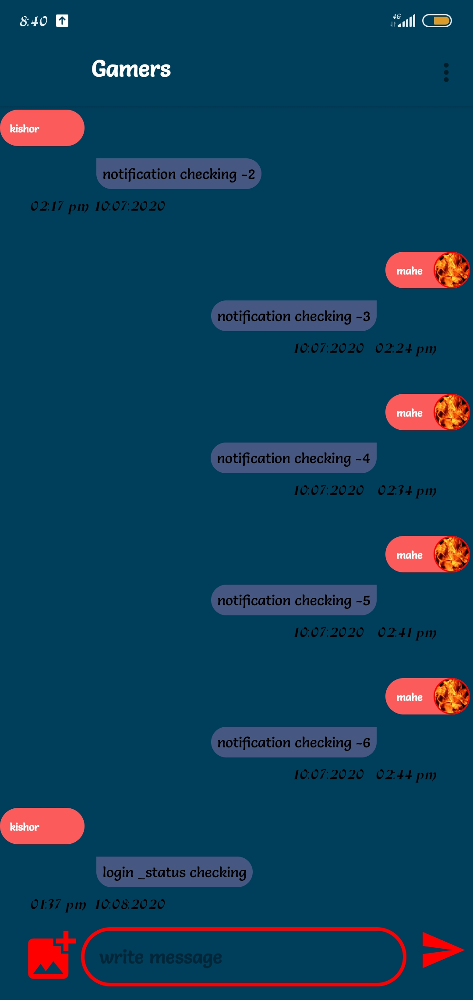 8:40 4G
Gamers
kishor
notification checking ~2
02:17 pm 10:07:2020
mahe
notification checking ~3
10:07:2020 02:24 pm
mahe
notification checking ~4
10:07:2020 02:34 pm
mahe
notification checking ~5
10:07:2020 02:41 pm
mahe
notification checking ~6
10:07:2020 02:44 pm
kishor
login _status checking
01:37 pm 10:08:2020
write message